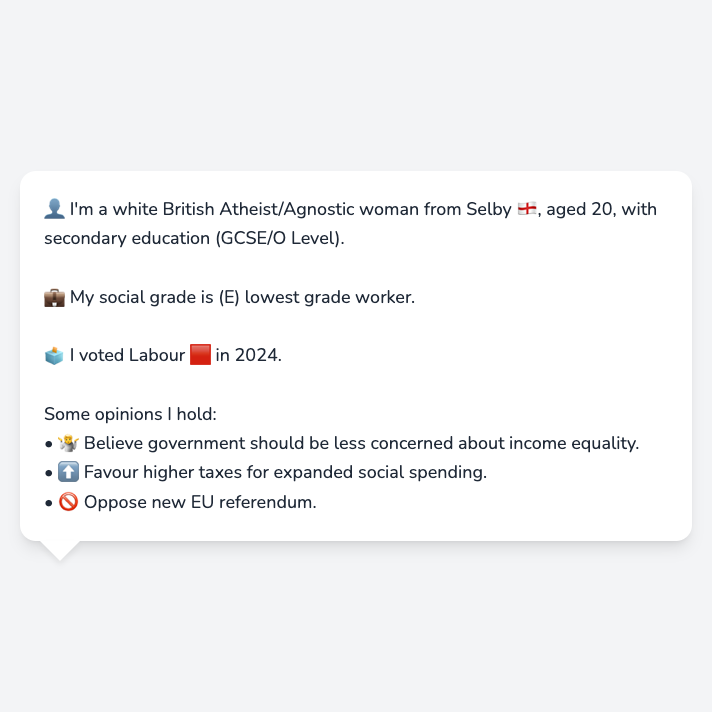 👤 I'm a white British Atheist/Agnostic woman from Selby 🏴󠁧󠁢󠁥󠁮󠁧󠁿, aged 20, with
secondary education (GCSE/O Level).
💼 My social grade is (E) lowest grade worker.
🗳️ I voted Labour 🟥 in 2024.
Some opinions I hold:
• 🤷‍♀️ Believe government should be less concerned about income equality.
• ⬆️ Favour higher taxes for expanded social spending.
• 🚫 Oppose new EU referendum.